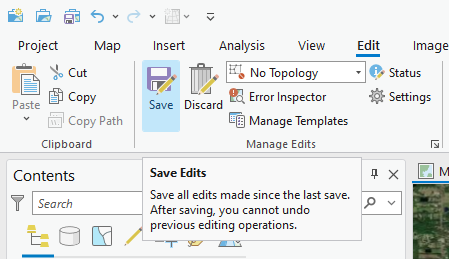 Project Map Insert Analysis View Edit Image
Cut
Copy
Copy Path
Paste
Clipboard
Save
Discard
No Topology
Error Inspector
Manage Templates
Status
Settings
Manage Edits
Contents
Search
Save Edits
Save all edits made since the last save.
After saving, you cannot undo
previous editing operations.
M